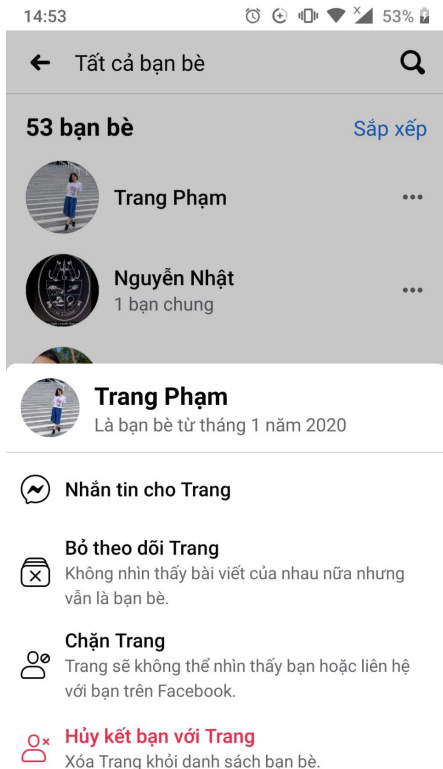 14:53
53%
Tất cả bạn bè
53 bạn bè
Sắp xếp
Trang Phạm
Nguyễn Nhật
1 bạn chung
Trang Phạm
Là bạn bè từ tháng 1 năm 2020
Nhắn tin cho Trang
Bỏ theo dõi Trang
Không nhìn thấy bài viết của nhau nữa nhưng
vẫn là bạn bè.
Chặn Trang
Trang sẽ không thể nhìn thấy bạn hoặc liên hệ
với bạn trên Facebook.
Hủy kết bạn với Trang
Xóa Trang khỏi danh sách bạn bè.